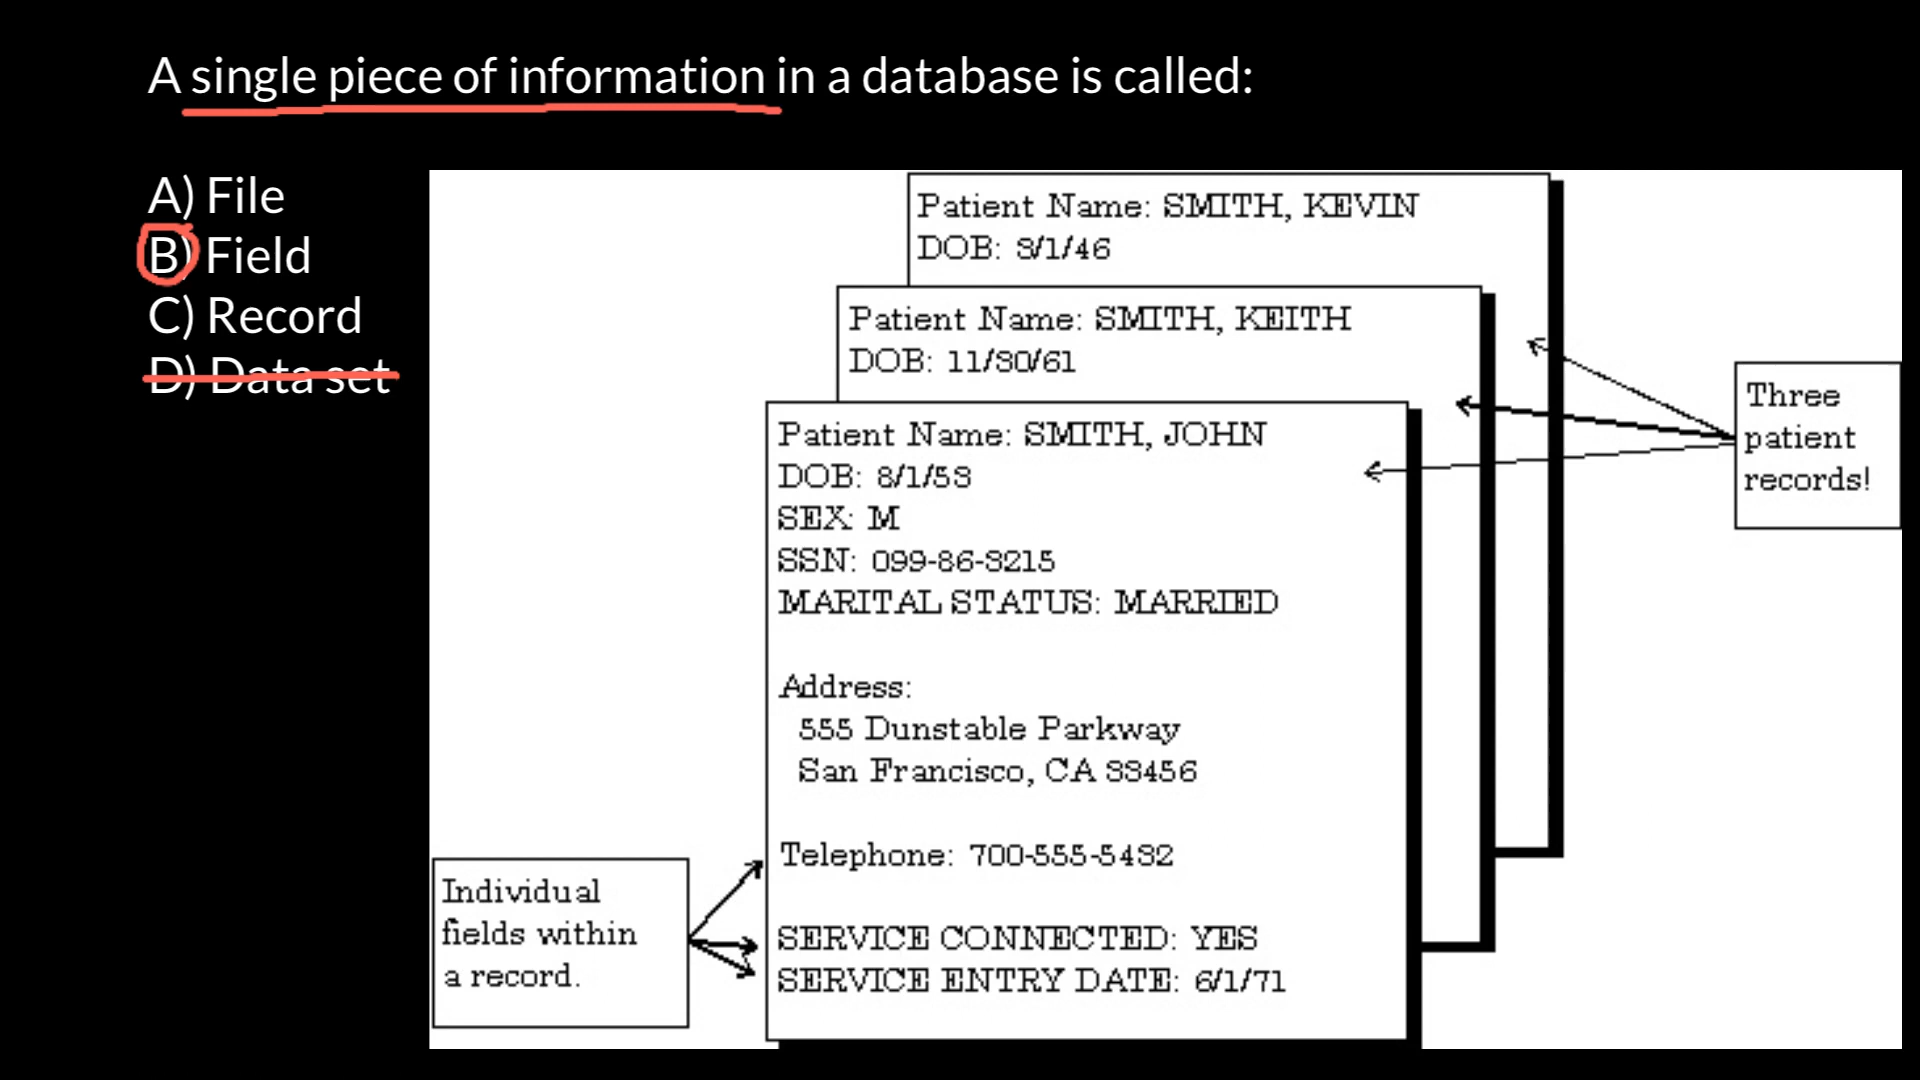 A single piece of information in a database is called:
A) File
B) Field
C) Record
D) Data set
Patient Name: SMITH, KEVIN
DOB: 3/1/46
Patient Name: SMITH, KEITH
DOB: 11/30/61
Patient Name: SMITH, JOHN
DOB: 8/1/53
SEX: M
SSN: 099-86-3215
MARITAL STATUS: MARRIED
Address:
555 Dunstable Parkway
San Francisco, CA 33456
Telephone: 700-555-5432
SERVICE CONNECTED: YES
SERVICE ENTRY DATE: 6/1/71
Three
patient
records!
Individual
fields within
a record.